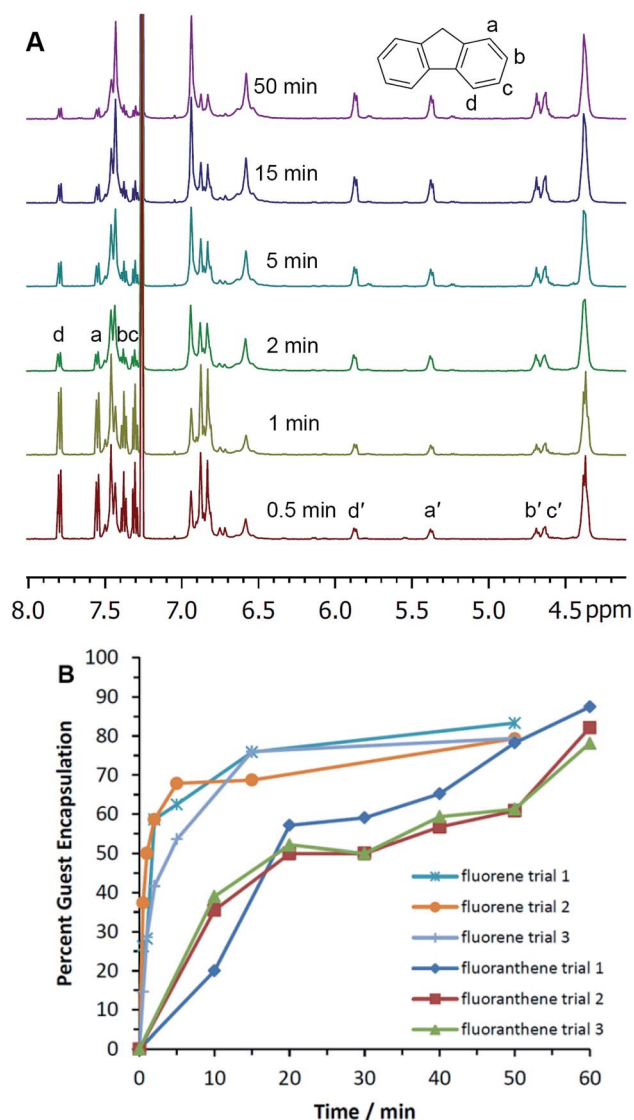 A
a
b
c
d
50 min
15 min
5 min
2 min
d a bc
1 min
0.5 min d′ a′ b′ c′
8.0 7.5 7.0 6.5 6.0 5.5 5.0 4.5 ppm
B
Percent Guest Encapsulation
100
90
80
70
60
50
40
30
20
10
0
fluorene trial 1
fluorene trial 2
fluorene trial 3
fluoranthene trial 1
fluoranthene trial 2
fluoranthene trial 3
0 10 20 30 40 50 60
Time / min